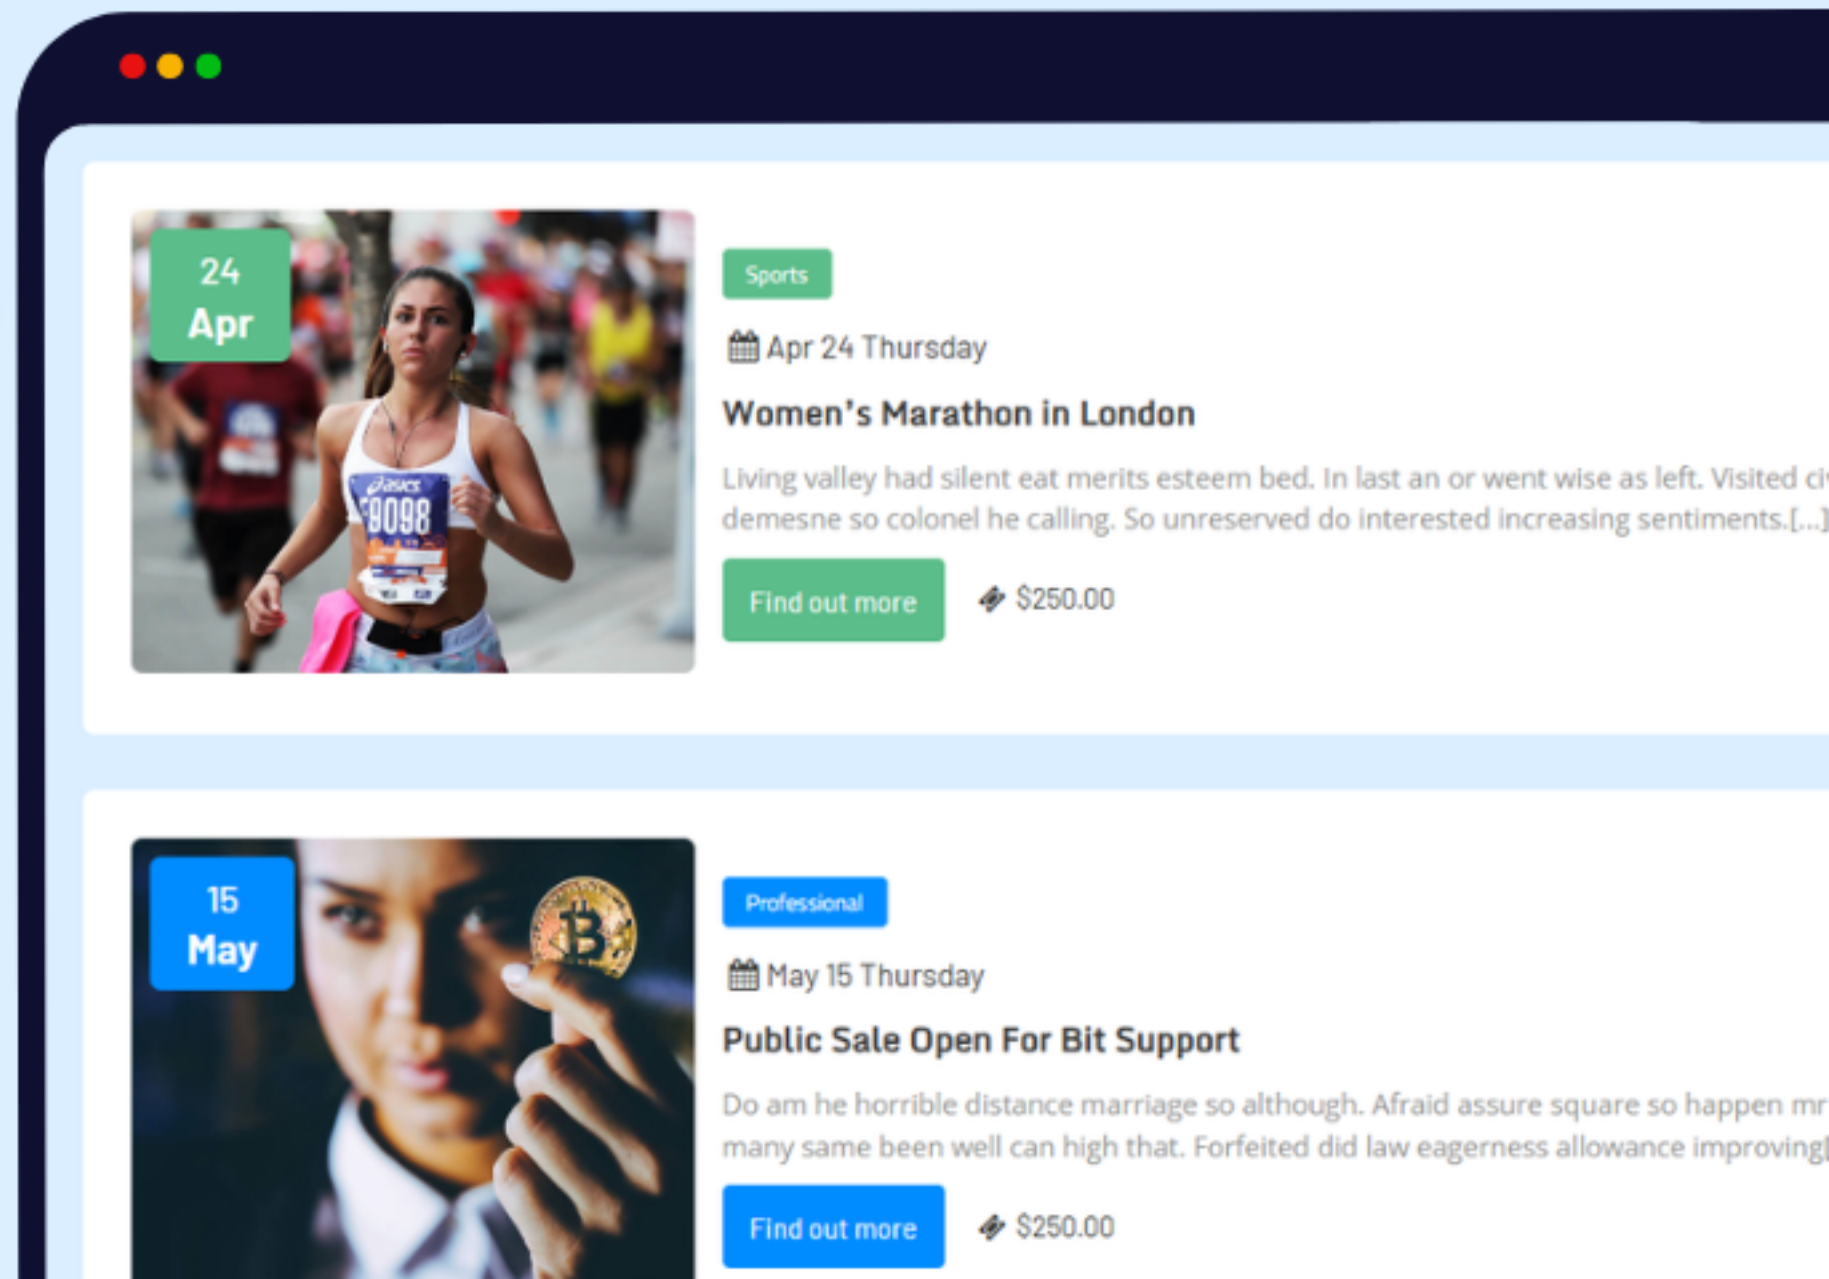 24
Apr
asics
9098
Sports
Apr 24 Thursday
Women's Marathon in London
Living valley had silent eat merits esteem bed. In last an or went wise as left. Visited
demesne so colonel he calling. So unreserved do interested increasing sentiments.[...]
Find out more
$250.00
15
May
B
Professional
May 15 Thursday
Public Sale Open For Bit Support
Do am he horrible distance marriage so although. Afraid assure square so happen mr
many same been well can high that. Forfeited did law eagerness allowance improving[
Find out more
$250.00